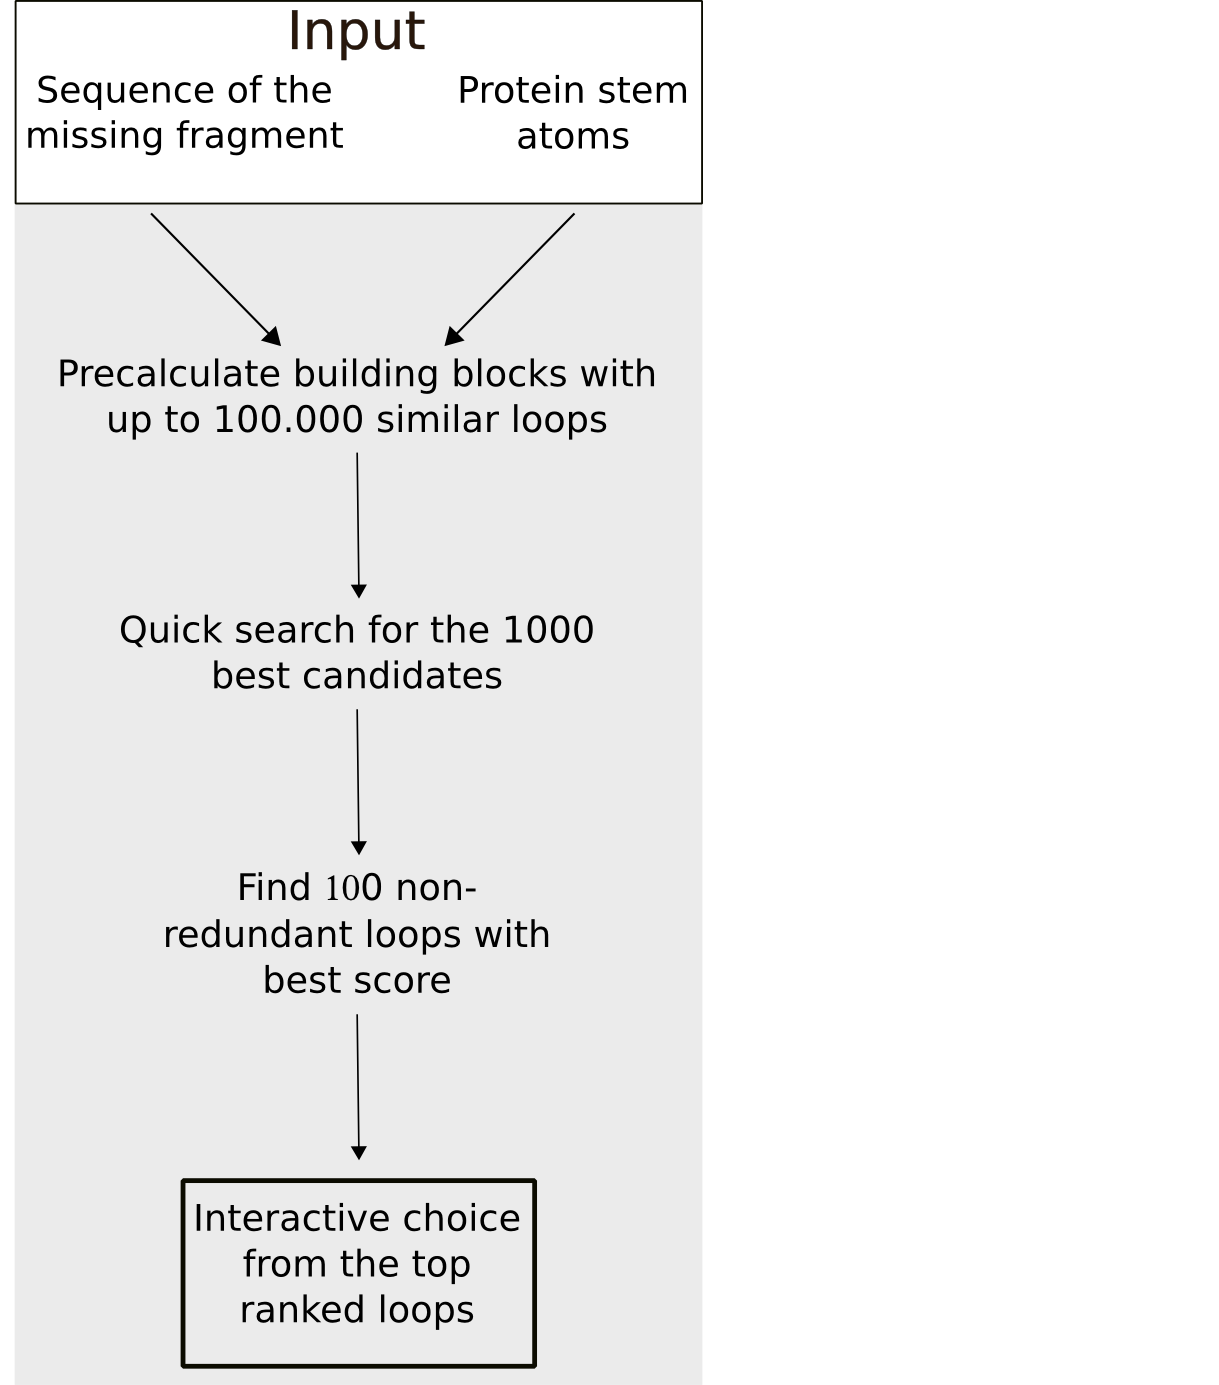 Input
Sequence of the
missing fragment
Protein stem
atoms
Precalculate building blocks with
up to 100.000 similar loops
Quick search for the 1000
best candidates
Find 100 non-
redundant loops with
best score
Interactive choice
from the top
ranked loops